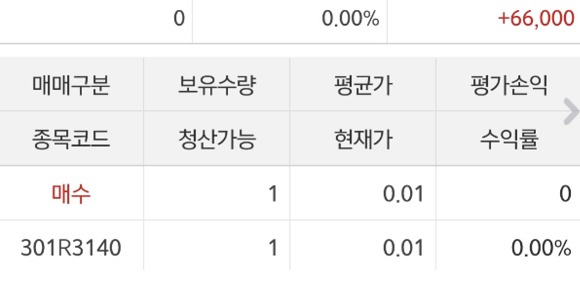 0 0.00% +66,000
매매구분 보유수량 평균가 평가손익
종목코드 청산가능 현재가 수익률
매수 1 0.01 0
301R3140 1 0.01 0.00%